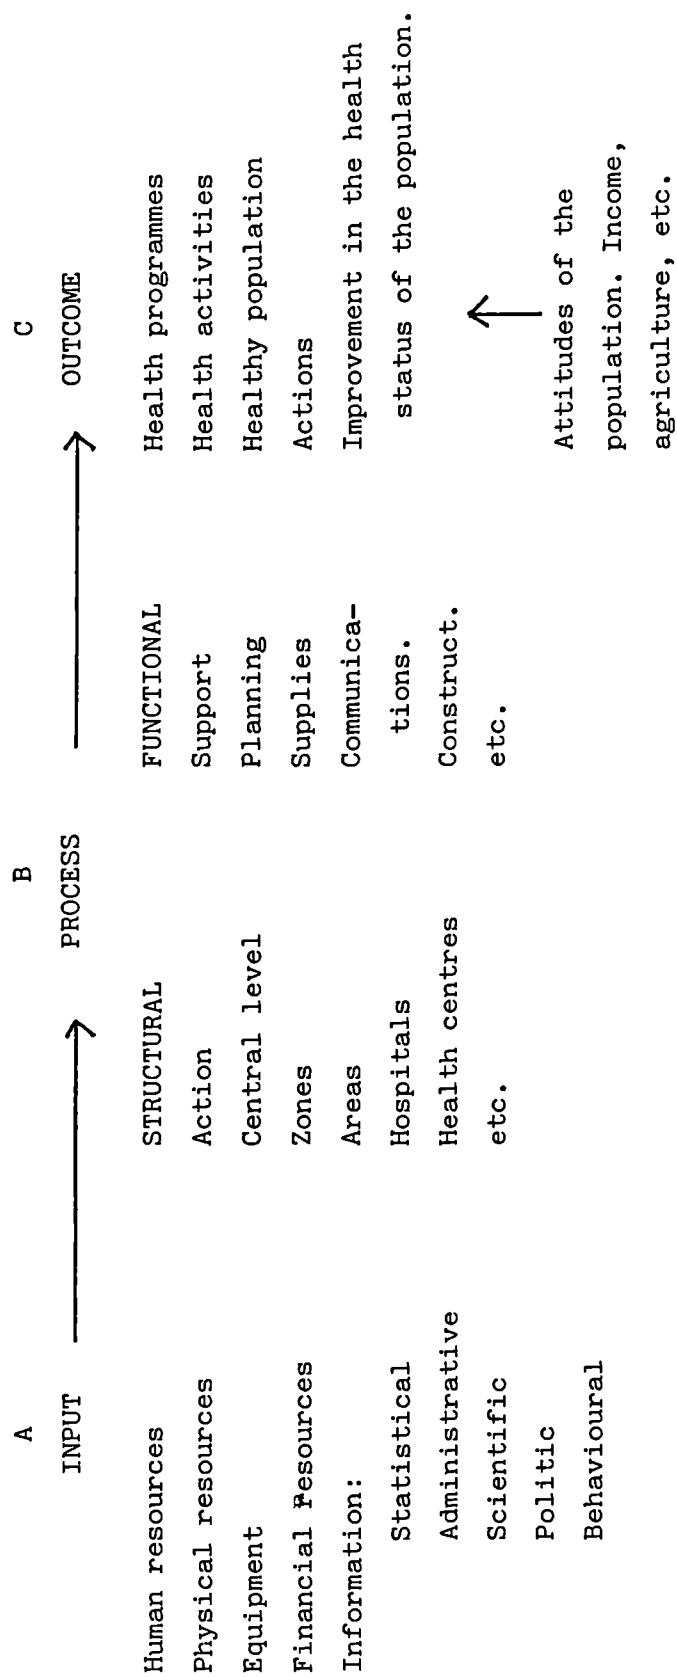 A
INPUT
Human resources
Physical resources
Equipment
Financial resources
Information:
Statistical
Administrative
Scientific
Politic
Behavioural
B
PROCESS
STRUCTURAL
Action
Central level
Zones
Areas
Hospitals
Health centres
etc.
FUNCTIONAL
Support
Planning
Supplies
Communica-
tions.
Construct.
etc.
C
OUTCOME
Health programmes
Health activities
Healthy population
Actions
Improvement in the health
status of the population.
Attitudes of the
population. Income,
agriculture, etc.